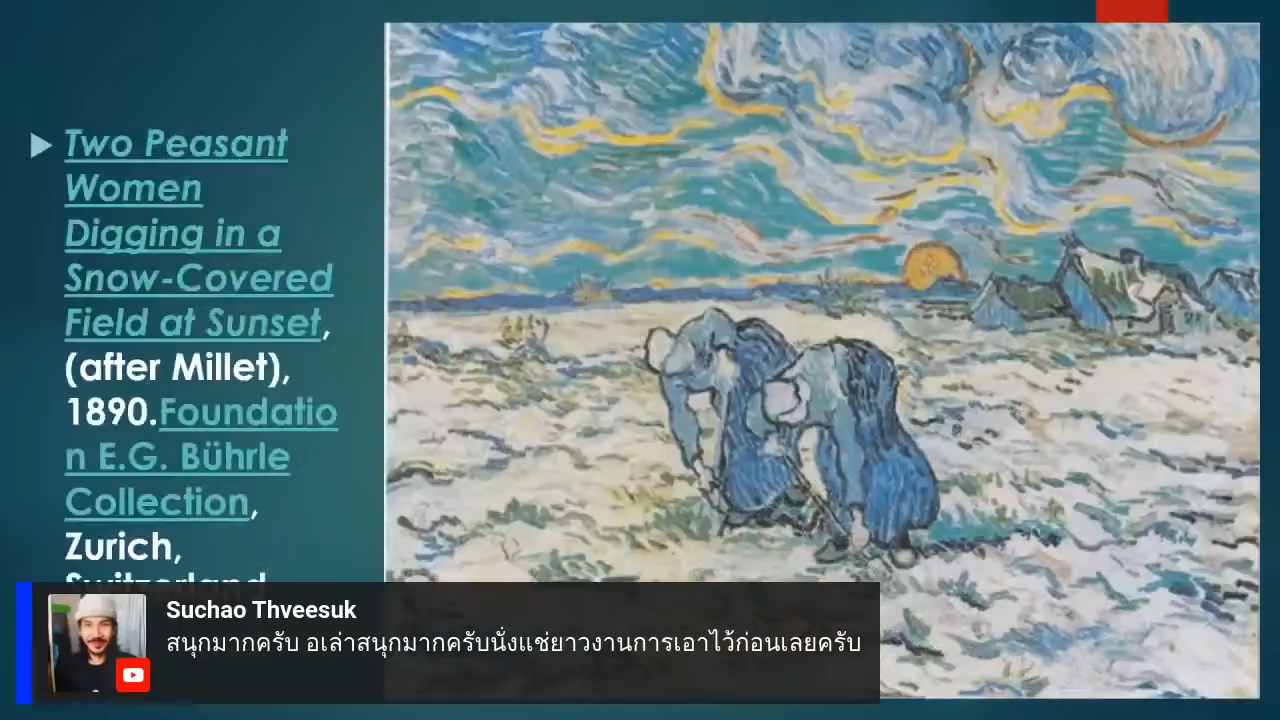 Two Peasant
Women
Digging in a
Snow-Covered
Field at Sunset,
(after Millet),
1890.Foundatio
n E.G. Bührle
Collection,
Zurich,
Switzerland
Suchao Thveesuk
สนุกมากครับ อเล่าสนุกมากครับนั่งแช่ยาวงานการเอาไว้ก่อนเลยครับ